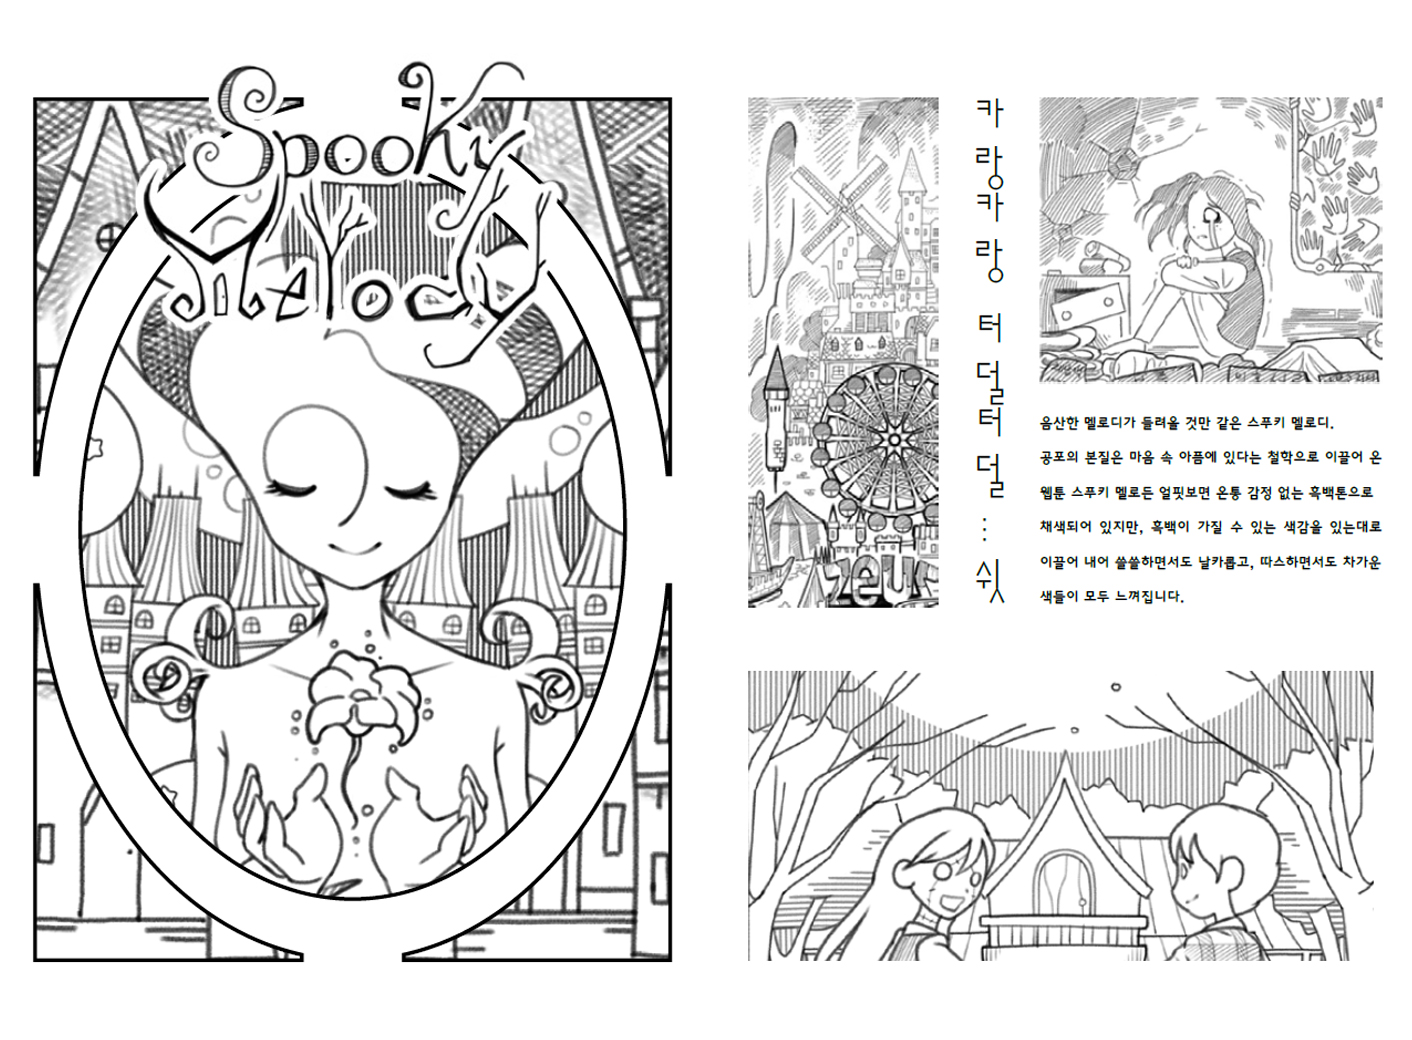 Spooky
Melody
카랑카랑 터덜터덜…쉿
음산한 멜로디가 들려올 것만 같은 스푸키 멜로디.
공포의 본질은 마음 속 아픔에 있다는 철학으로 이끌어 온
웹툰 스푸키 멜로든 얼핏보면 온통 감정 없는 흑백톤으로
채색되어 있지만, 흑백이 가질 수 있는 색감을 있는대로
이끌어 내어 쓸쓸하면서도 날카롭고, 따스하면서도 차가운
색들이 모두 느껴집니다.